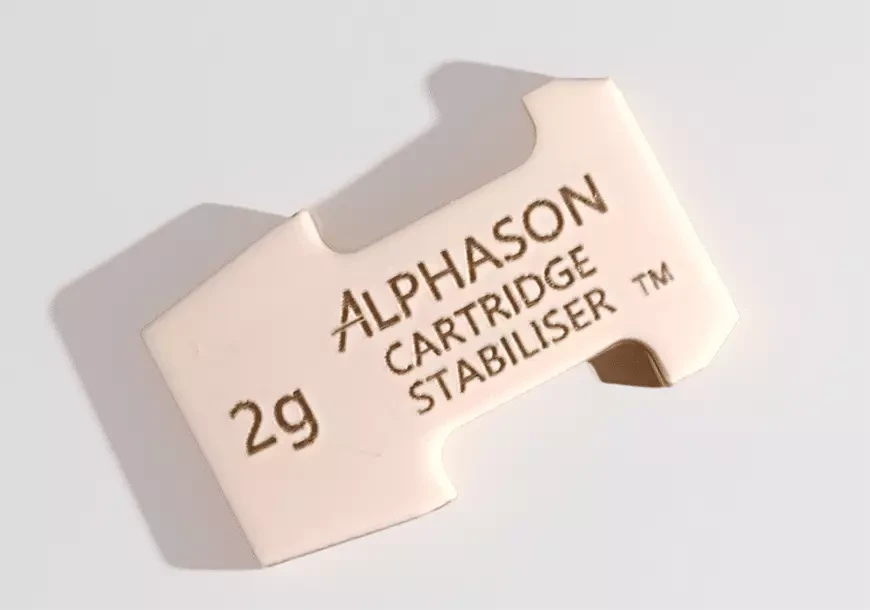 ALPHASON
CARTRIDGE
STABILISER ™
2g